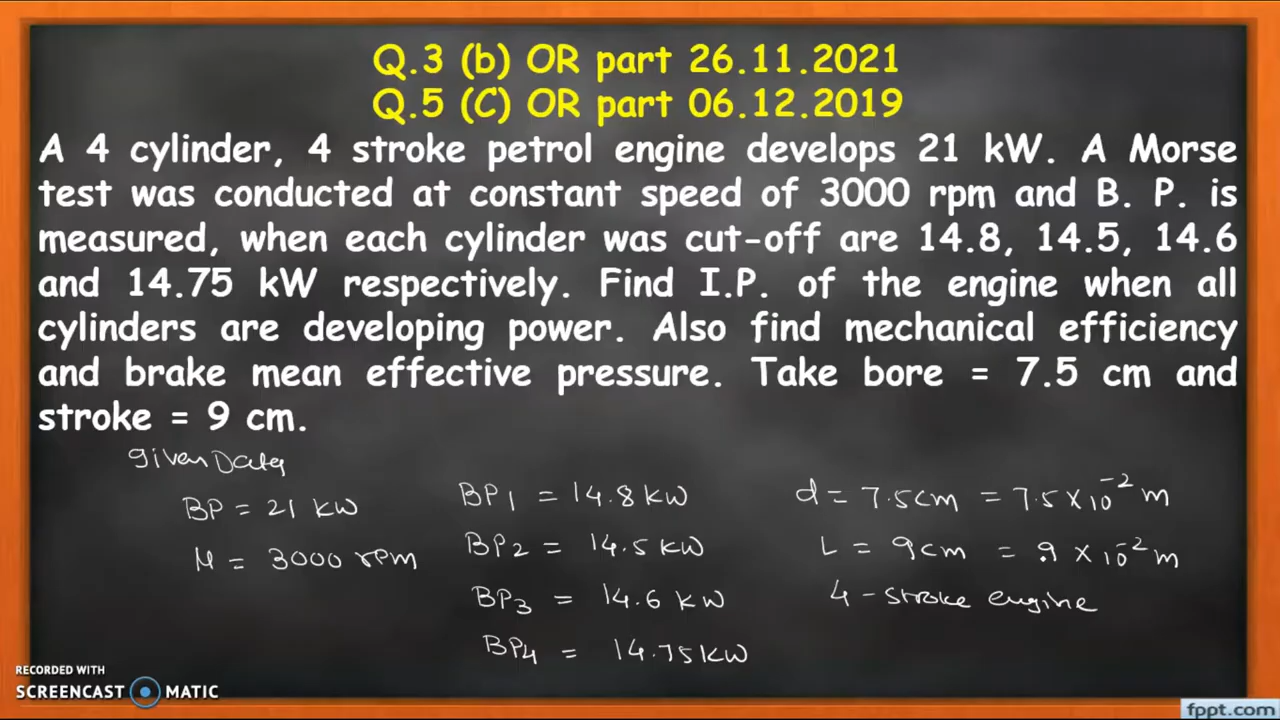 Q.3 (b) OR part 26.11.2021
Q.5 (C) OR part 06.12.2019
A 4 cylinder, 4 stroke petrol engine develops 21 kW. A Morse
test was conducted at constant speed of 3000 rpm and B. P. is
measured, when each cylinder was cut-off are 14.8, 14.5, 14.6
and 14.75 kW respectively. Find I.P. of the engine when all
cylinders are developing power. Also find mechanical efficiency
and brake mean effective pressure. Take bore = 7.5 cm and
stroke = 9 cm.
Given Data
BP = 21 kW
N = 3000 rpm
BP1 = 14.8 kW
BP2 = 14.5 kW
BP3 = 14.6 kW
BP4 = 14.75 kW
d = 7.5cm = 7.5 × 10⁻² m
L = 9cm = 9 × 10⁻² m
4 - stroke engine
RECORDED WITH
SCREENCAST MATIC
fppt.com